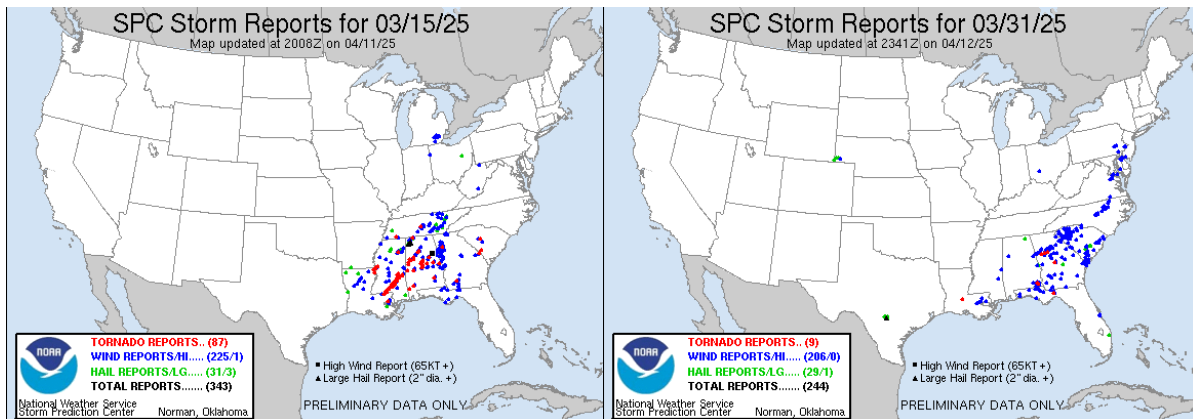 SPC Storm Reports for 03/15/25
Map updated at 2008Z on 04/11/25
TORNADO REPORTS.. (87)
WIND REPORTS/HI..... (225/1)
HAIL REPORTS/LG..... (31/3)
TOTAL REPORTS....... (343)
NOAA
National Weather Service
Storm Prediction Center Norman, Oklahoma
High Wind Report (65KT +)
Large Hail Report (2" dia. +)
PRELIMINARY DATA ONLY
SPC Storm Reports for 03/31/25
Map updated at 2341Z on 04/12/25
TORNADO REPORTS.. (9)
WIND REPORTS/HI..... (206/0)
HAIL REPORTS/LG..... (29/1)
TOTAL REPORTS....... (244)
NOAA
National Weather Service
Storm Prediction Center Norman, Oklahoma
High Wind Report (65KT +)
Large Hail Report (2" dia. +)
PRELIMINARY DATA ONLY